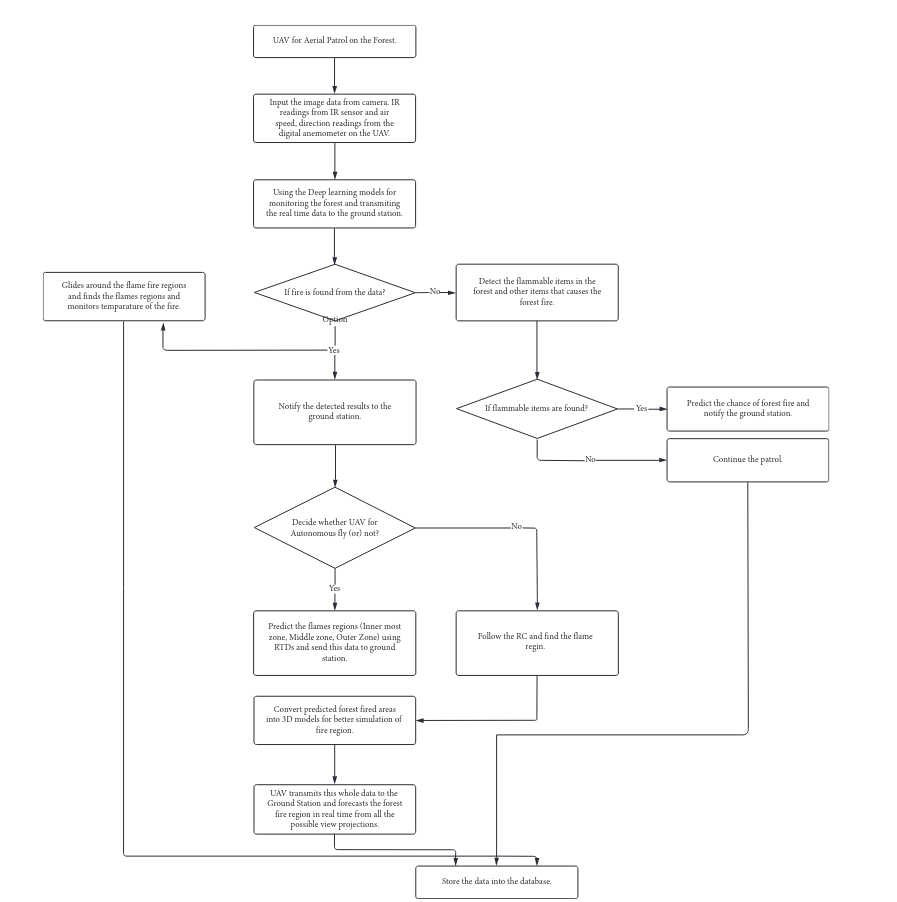 UAV for Aerial Patrol on the Forest.
Input the image data from camera. IR
readings from IR sensor and air
speed, direction readings from the
digital anemometer on the UAV.
Using the Deep learning models for
monitoring the forest and transmiting
the real time data to the ground station.
Glides around the flame fire regions
and finds the flames regions and
monitors temparature of the fire.
If fire is found from the data?
No
Detect the flammable items in the
forest and other items that causes the
forest fire.
Option
Yes
Notify the detected results to the
ground station.
If flammable items are found?
Yes
Predict the chance of forest fire and
notify the ground station.
No
Continue the patrol.
Decide whether UAV for
Autonomous fly (or) not?
No
Yes
Predict the flames regions (Inner most
zone, Middle zone, Outer Zone) using
RTDs and send this data to ground
station.
Follow the RC and find the flame
regin.
Convert predicted forest fired areas
into 3D models for better simulation of
fire region.
UAV transmits this whole data to the
Ground Station and forecasts the forest
fire region in real time from all the
possible view projections.
Store the data into the database.